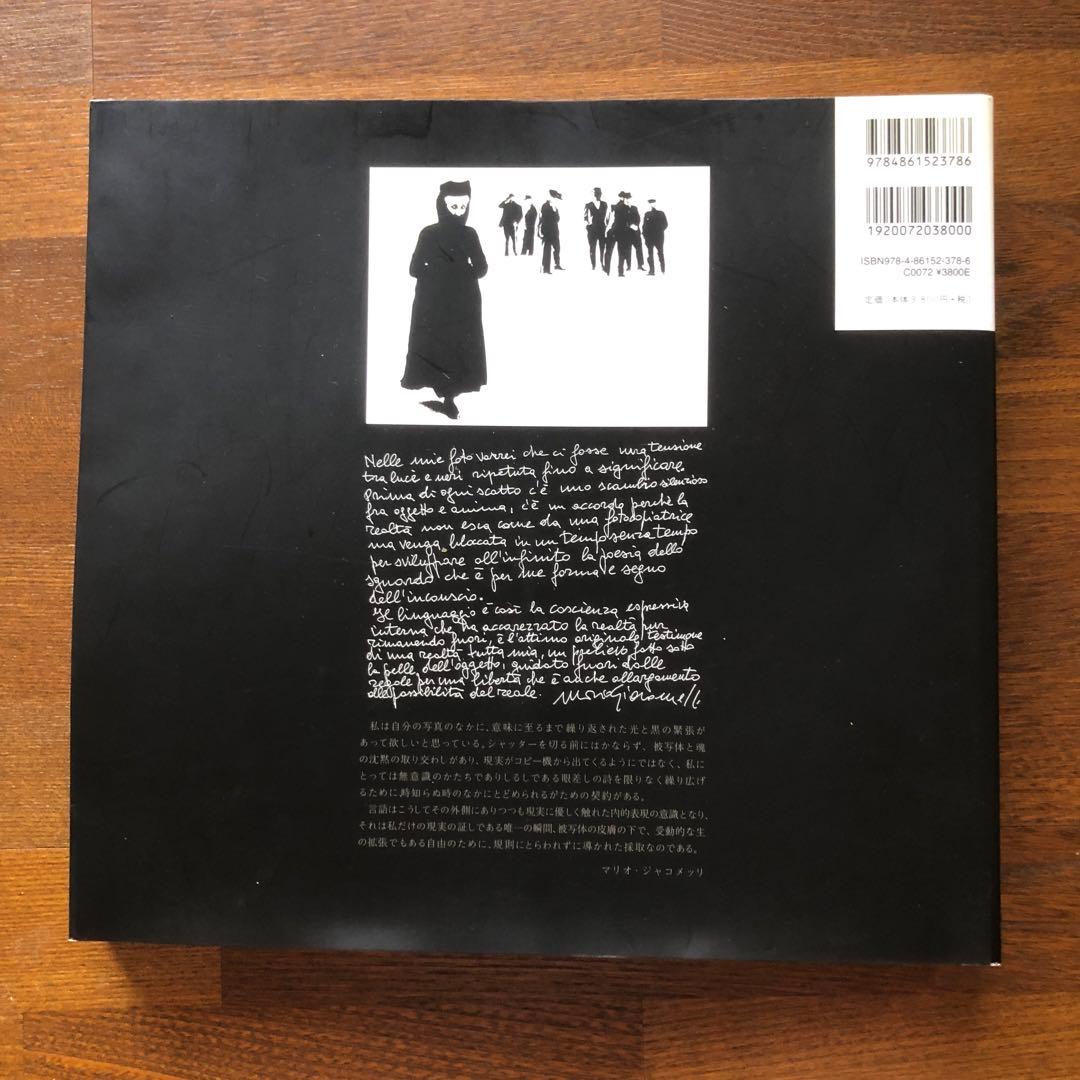 9784861523786
1920072038000
ISBN978-4-86152-378-6
C0072 ¥3800E
定価（本体3,800円+税）
Nelle mie foto vorrei che ci fosse una tensione
tra luce e neri ripetuta fino a significare.
Prima di ogni scatto c'è uno scambio silenzioso
fra oggetto e anima, c'è un accordo perché la
realtà non esca come da una fotocopiatrice
ma venga bloccata in un tempo senza tempo
per sviluppare all'infinito la poesia dello
sguardo che è per me forma e segno
dell'inconscio.
Il linguaggio è così la coscienza espressiva
interna che ha accarezzato la realtà pur
rimanendo fuori, è l'attimo originale testimone
di una realtà tutta mia, un prelievo fatto sotto
la pelle dell'oggetto, guidato fuori dalle
regole per una libertà che è anche allargamento
alle possibilità del reale. Mario Giacomelli
私は自分の写真のなかに、意味に至るまで繰り返された光と黒の緊張が
あって欲しいと思っている。シャッターを切る前にはかならず、被写体と魂
の沈黙の取り交わしがあり、現実がコピー機から出てくるようにではなく、私に
とっては無意識のかたちでありしるしである眼差しの詩を限りなく繰り広げ
るために、時知らぬ時のなかにとどめられるがための契約がある。
言語はこうしてその外側にありつつも現実に優しく触れた内的表現の意識となり、
それは私だけの現実の証しである唯一の瞬間、被写体の皮膚の下で、受動的な生
の拡張でもある自由のために、規則にとらわれずに導かれた採取なのである。
マリオ・ジャコメッリ